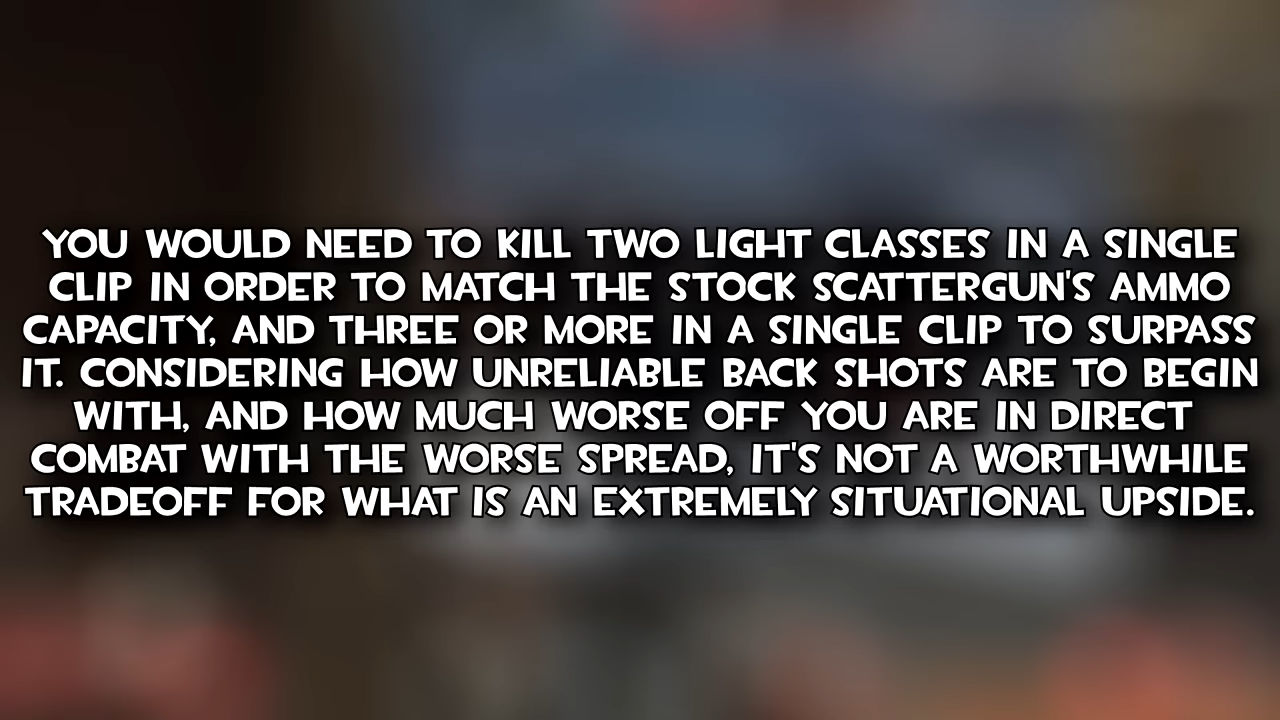 YOU WOULD NEED TO KILL TWO LIGHT CLASSES IN A SINGLE
CLIP IN ORDER TO MATCH THE STOCK SCATTERGUN'S AMMO
CAPACITY, AND THREE OR MORE IN A SINGLE CLIP TO SURPASS
IT. CONSIDERING HOW UNRELIABLE BACK SHOTS ARE TO BEGIN
WITH, AND HOW MUCH WORSE OFF YOU ARE IN DIRECT
COMBAT WITH THE WORSE SPREAD, IT'S NOT A WORTHWHILE
TRADEOFF FOR WHAT IS AN EXTREMELY SITUATIONAL UPSIDE.